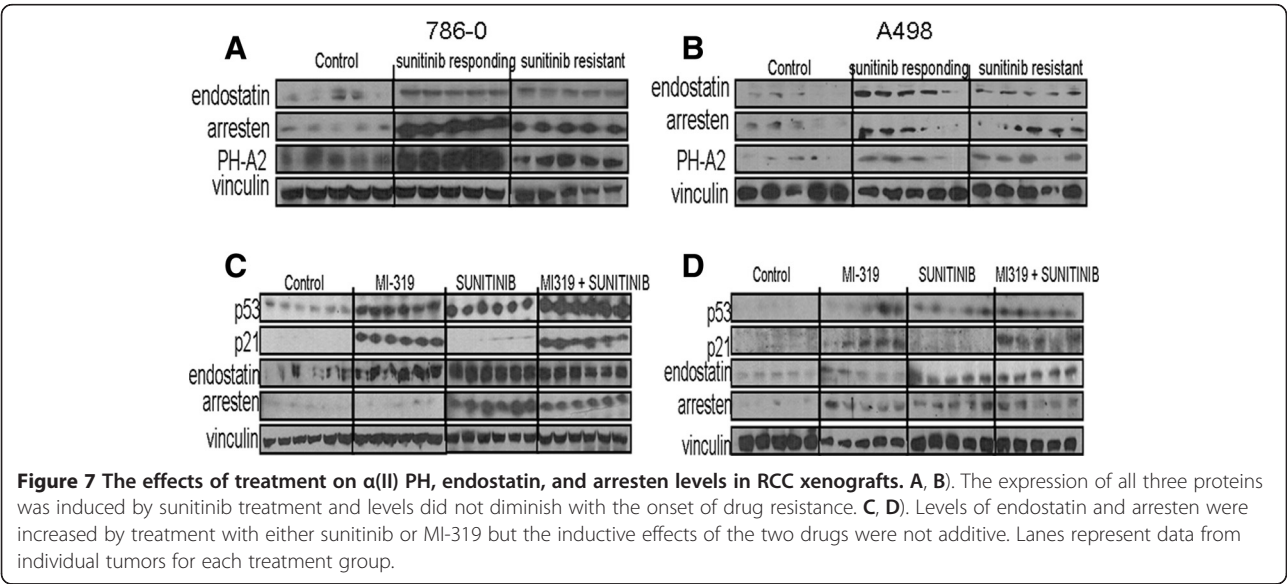 786-0
A498
A
B
Control sunitinib responding sunitinib resistant
Control sunitinib responding sunitinib resistant
endostatin
arresten
PH-A2
vinculin
endostatin
arresten
PH-A2
vinculin
C
D
Control MI-319 SUNITINIB MI319 + SUNITINIB
Control MI-319 SUNITINIB MI319 + SUNITINIB
p53
p21
endostatin
arresten
vinculin
p53
p21
endostatin
arresten
vinculin
Figure 7 The effects of treatment on α(II) PH, endostatin, and arresten levels in RCC xenografts. A, B). The expression of all three proteins
was induced by sunitinib treatment and levels did not diminish with the onset of drug resistance. C, D). Levels of endostatin and arresten were
increased by treatment with either sunitinib or MI-319 but the inductive effects of the two drugs were not additive. Lanes represent data from
individual tumors for each treatment group.